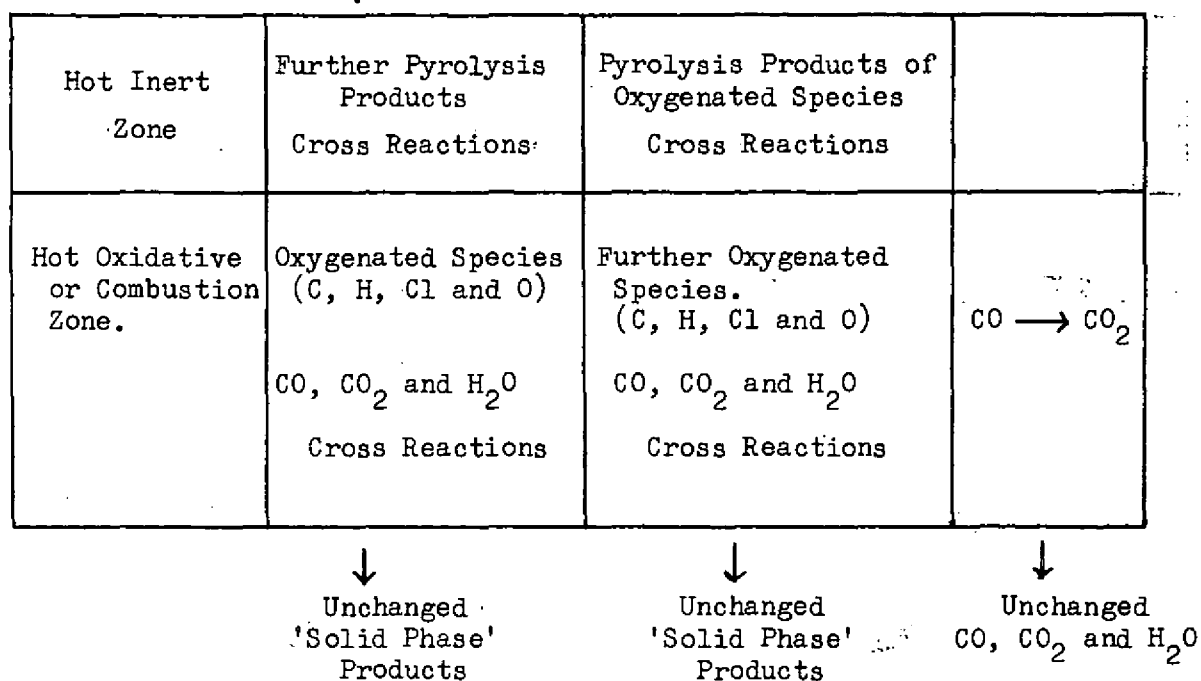 Hot Inert
Zone
Further Pyrolysis
Products
Cross Reactions
Pyrolysis Products of
Oxygenated Species
Cross Reactions
Hot Oxidative
or Combustion
Zone.
Oxygenated Species
(C, H, Cl and O)
CO, CO₂ and H₂O
Cross Reactions
Further Oxygenated
Species.
(C, H, Cl and O)
CO, CO₂ and H₂O
Cross Reactions
CO → CO₂
↓
Unchanged
'Solid Phase'
Products
↓
Unchanged
'Solid Phase'
Products
↓
Unchanged
CO, CO₂ and H₂O